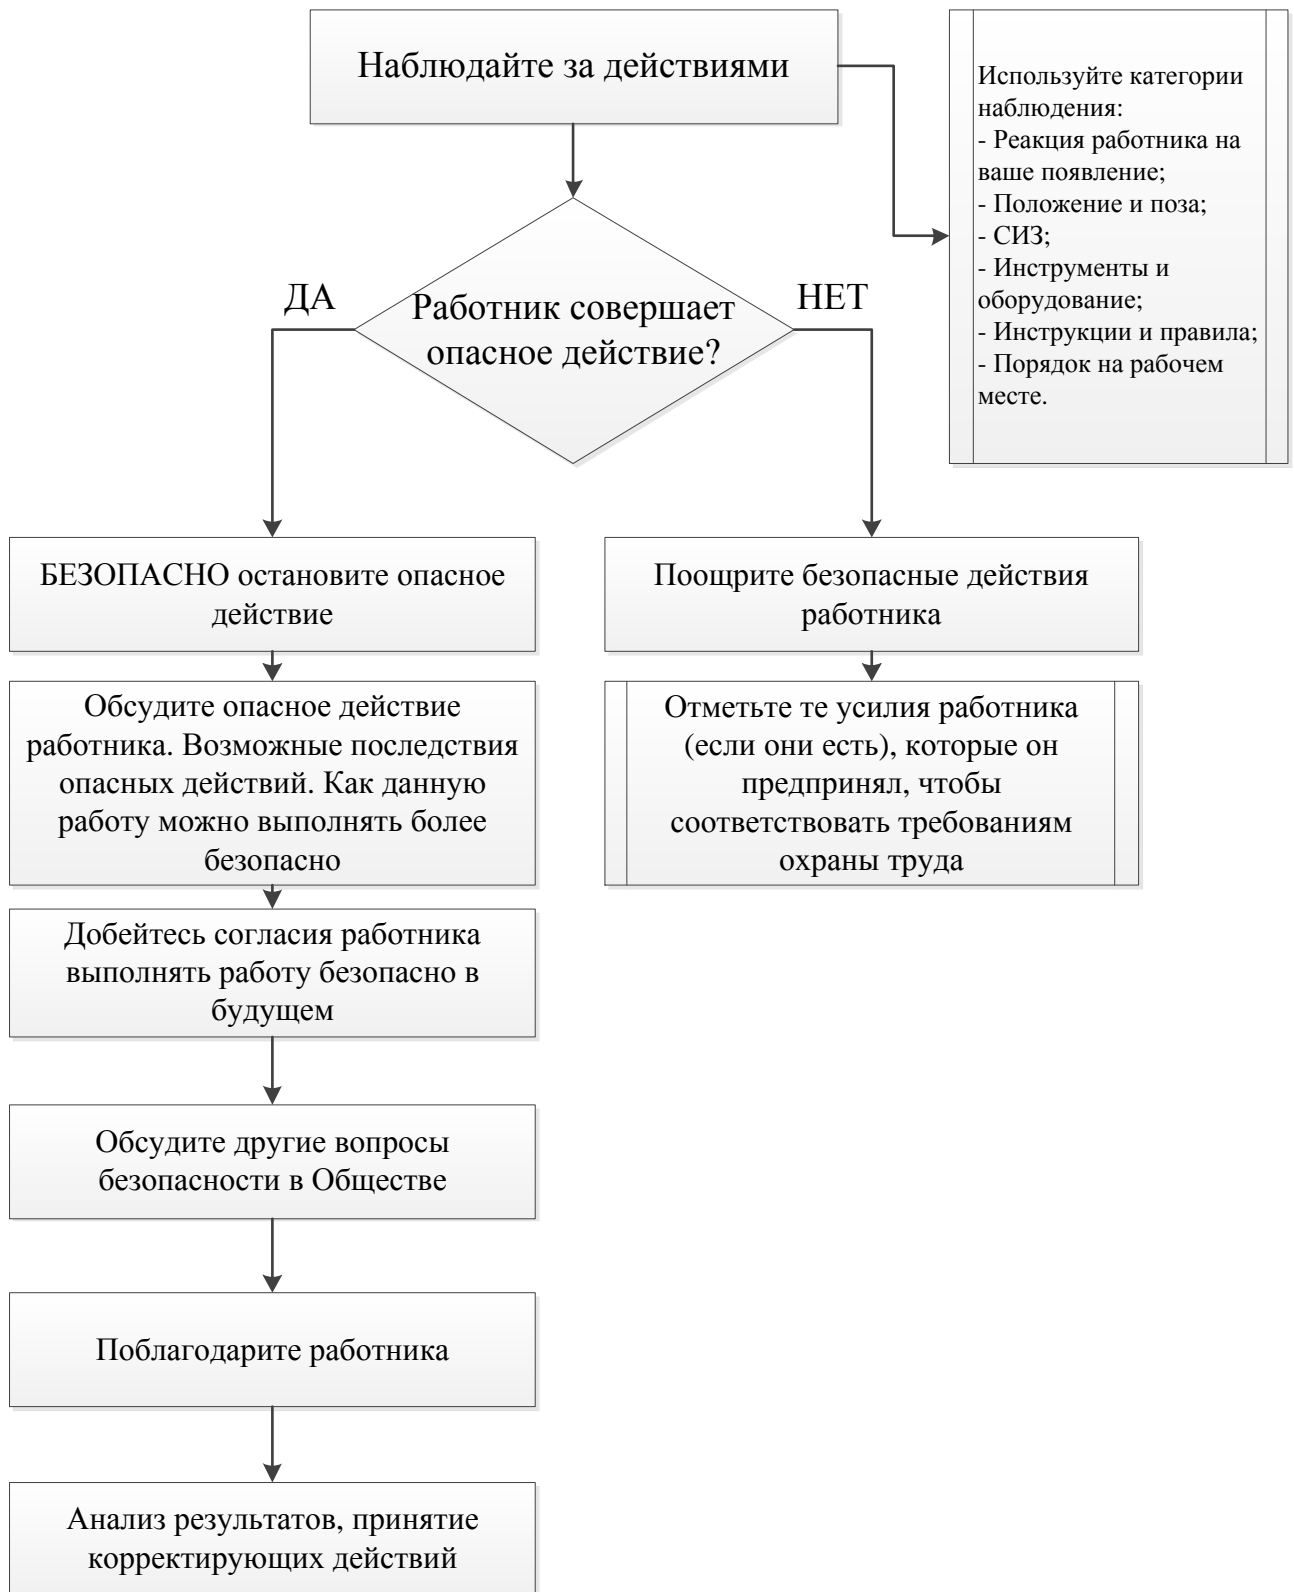 Наблюдайте за действиями
Используйте категории
наблюдения:
- Реакция работника на
ваше появление;
- Положение и поза;
- СИЗ;
- Инструменты и
оборудование;
- Инструкции и правила;
- Порядок на рабочем
месте.
ДА
НЕТ
Работник совершает
опасное действие?
БЕЗОПАСНО остановите опасное
действие
Поощрите безопасные действия
работника
Обсудите опасное действие
работника. Возможные последствия
опасных действий. Как данную
работу можно выполнять более
безопасно
Отметьте те усилия работника
(если они есть), которые он
предпринял, чтобы
соответствовать требованиям
охраны труда
Добейтесь согласия работника
выполнять работу безопасно в
будущем
Обсудите другие вопросы
безопасности в Обществе
Поблагодарите работника
Анализ результатов, принятие
корректирующих действий